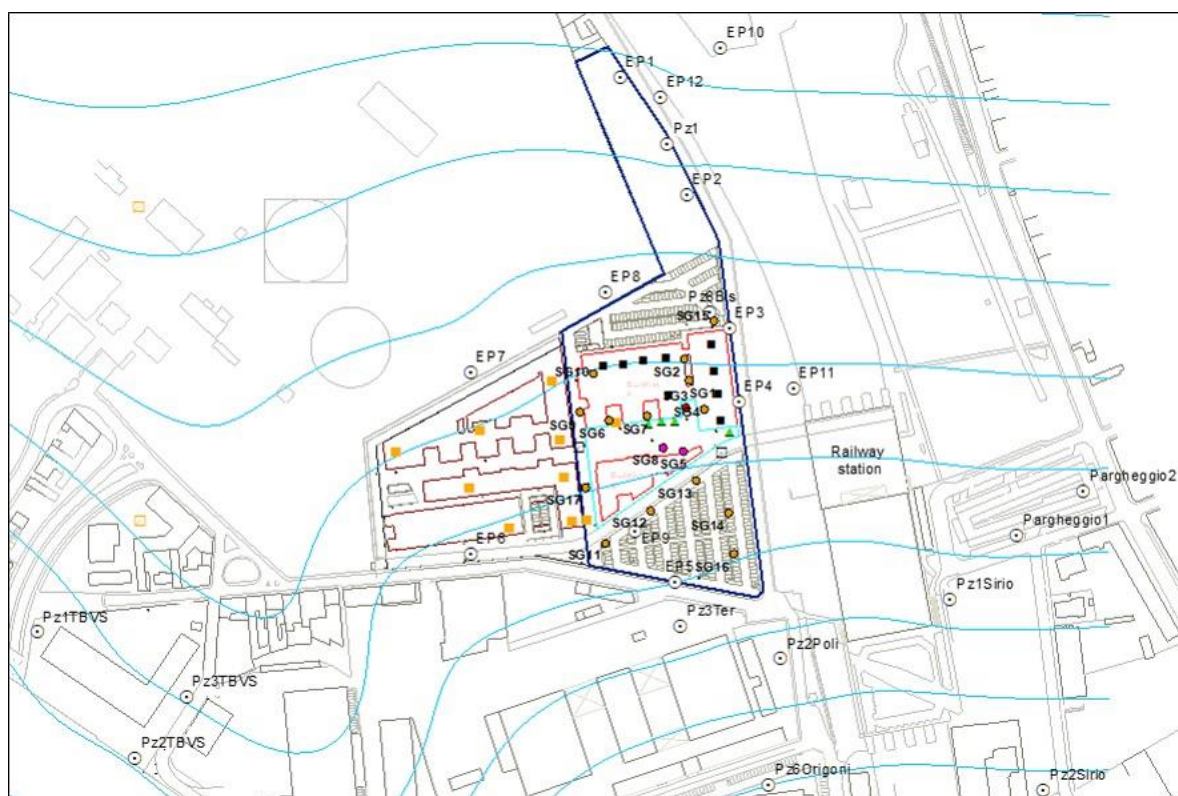 EP10
EP1
EP12
Pz1
EP2
EP8
Pz6Bis
SG15
EP3
EP7
SG10
SG2
SG1
EP4
EP11
SG3
SG4
SG9
SG6
SG7
SG8
SG5
Railway
station
SG17
SG13
Pargheggio2
SG12
SG14
Pargheggio1
EP9
EP6
SG11
EP5
SG16
Pz1Sirio
Pz1TBVS
Pz3Ter
Pz2Poli
Pz3TBVS
Pz2TBVS
Pz6Origoni
Pz2Sirio